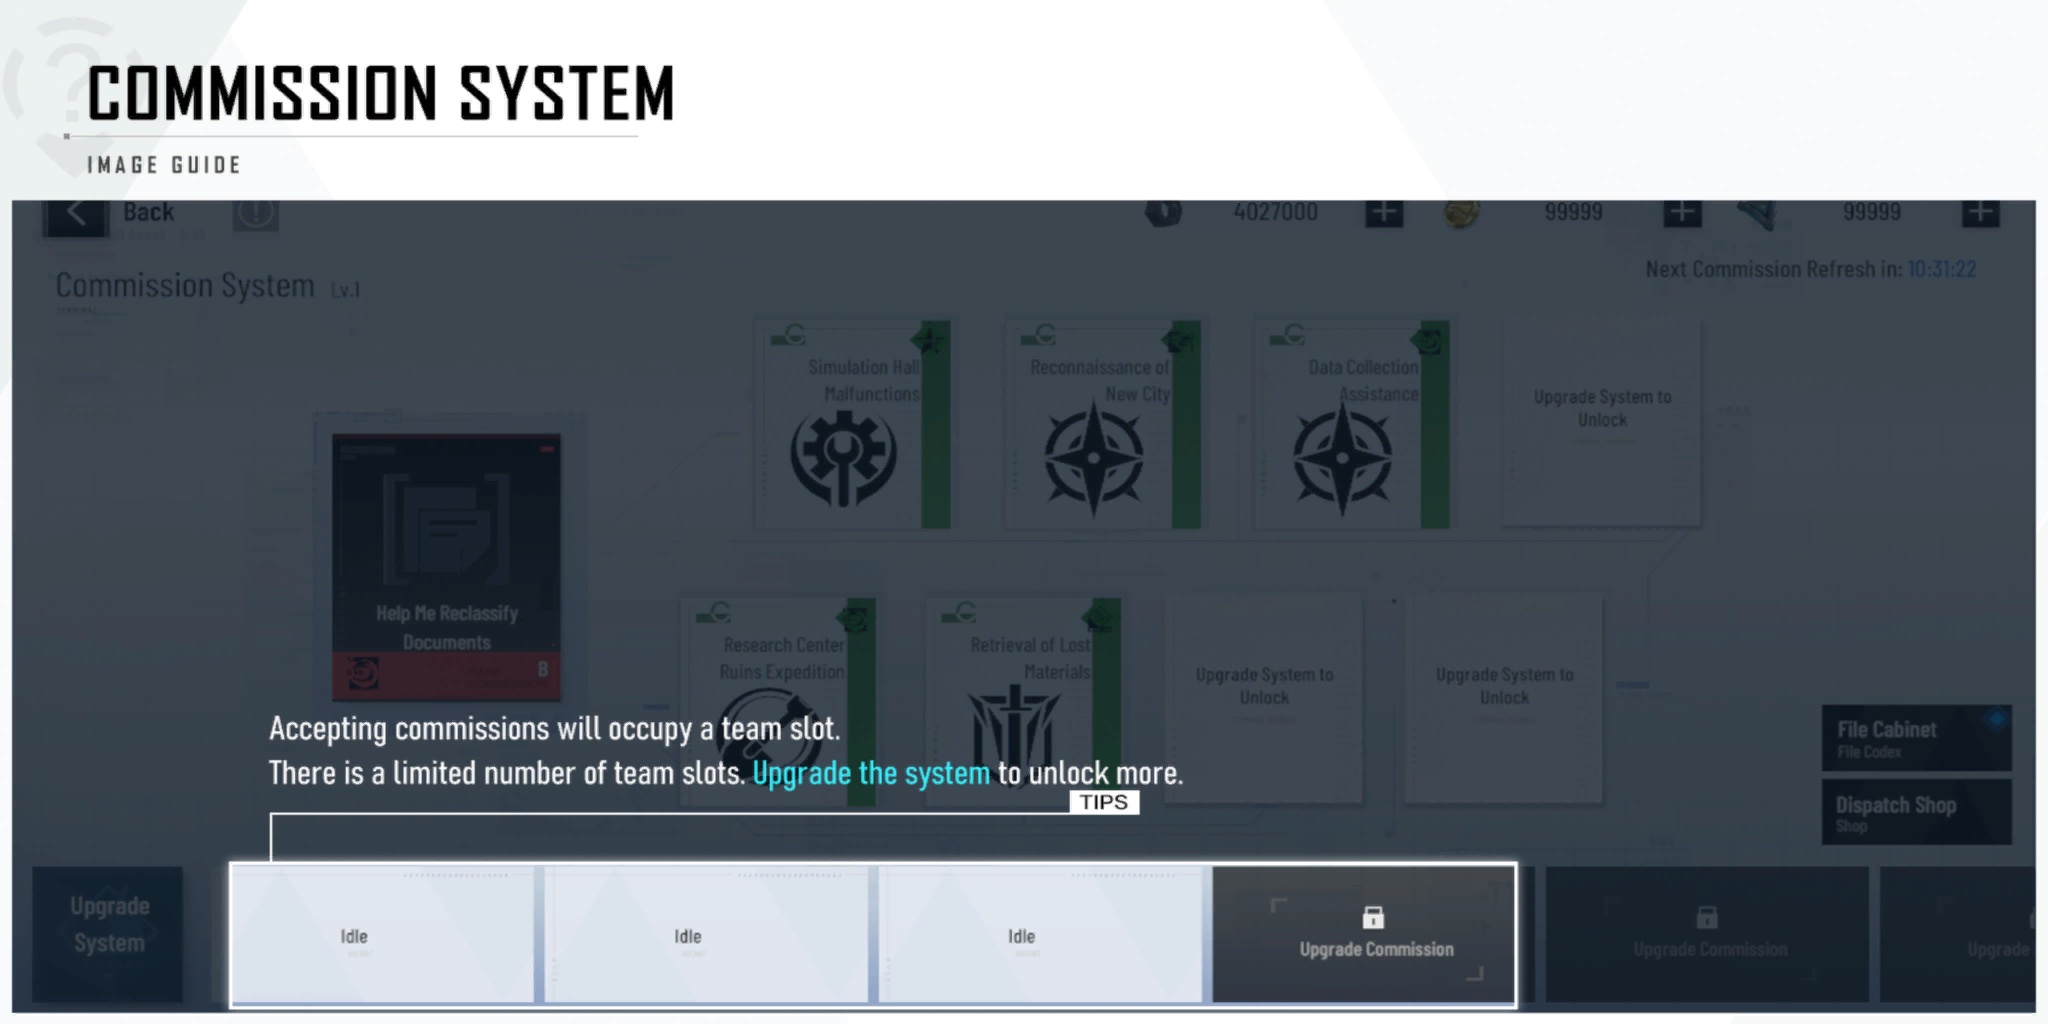 COMMISSION SYSTEM
IMAGE GUIDE
Back
4027000
99999
99999
Commission System Lv.1
Next Commission Refresh in: 10:31:22
Simulation Hall
Malfunctions
Reconnaissance of
New City
Data Collection
Assistance
Upgrade System to
Unlock
Help Me Reclassify
Documents
B
Research Center
Ruins Expedition
Retrieval of Lost
Materials
Upgrade System to
Unlock
Upgrade System to
Unlock
Accepting commissions will occupy a team slot.
There is a limited number of team slots. Upgrade the system to unlock more.
TIPS
File Cabinet
File Codex
Dispatch Shop
Shop
Upgrade
System
Idle
Idle
Idle
Upgrade Commission
Upgrade Commission
Upgrade